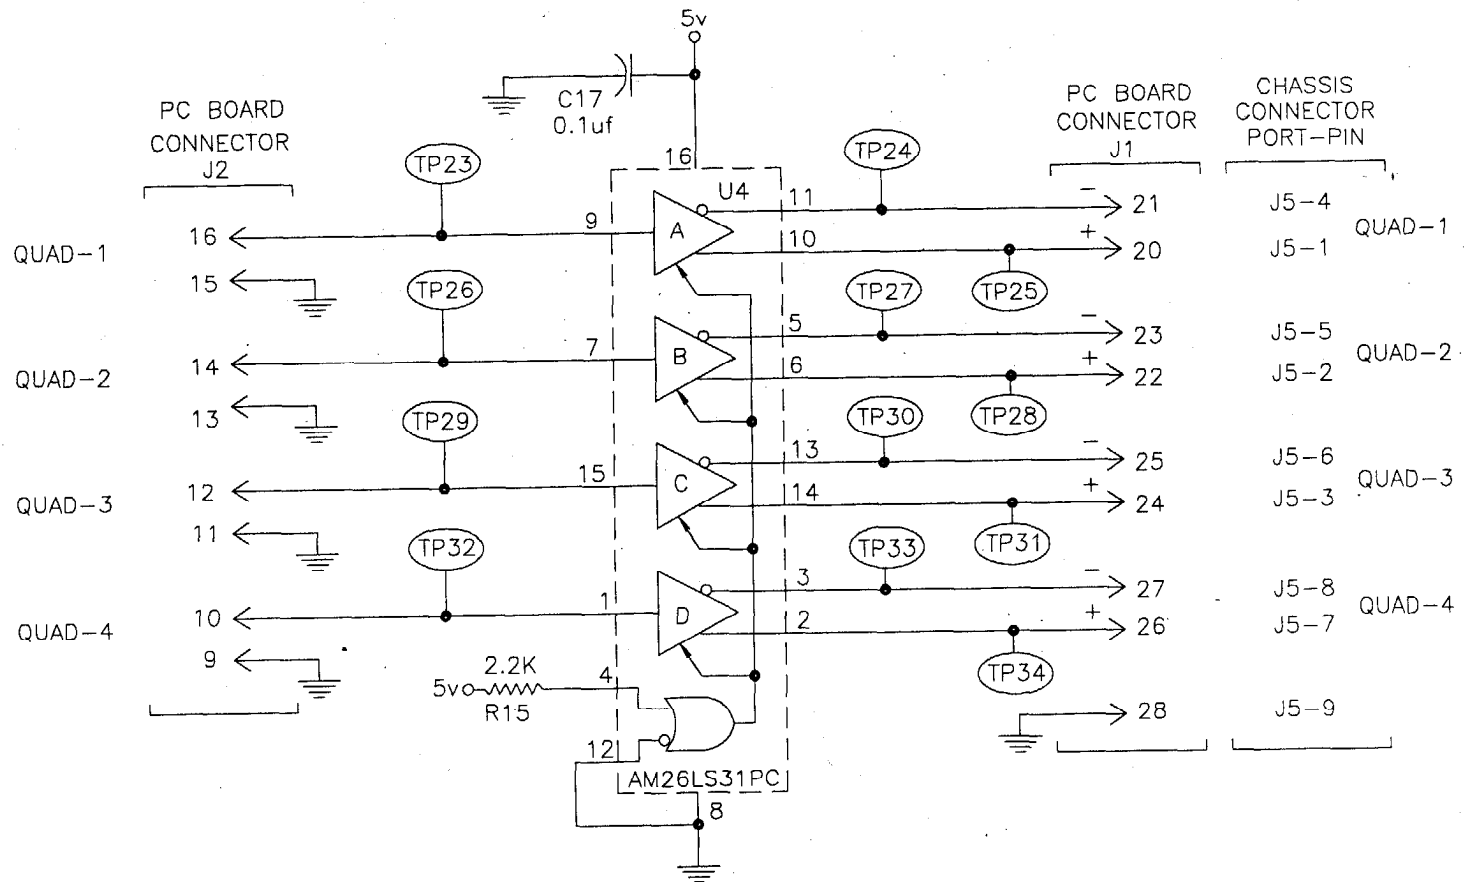 5v
C17
0.1uf
16
PC BOARD
CONNECTOR
J2
PC BOARD
CONNECTOR
J1
CHASSIS
CONNECTOR
PORT-PIN
TP23
TP24
U4
QUAD-1
16
15
9
A
11
10
-
+
21
20
J5-4
J5-1
QUAD-1
TP25
TP26
TP27
QUAD-2
14
13
7
B
5
6
-
+
23
22
J5-5
J5-2
QUAD-2
TP28
TP29
TP30
QUAD-3
12
11
15
C
13
14
-
+
25
24
J5-6
J5-3
QUAD-3
TP31
TP32
TP33
QUAD-4
10
9
1
D
3
2
-
+
27
26
J5-8
J5-7
QUAD-4
TP34
5v
2.2K
R15
4
12
28
J5-9
AM26LS31PC
8